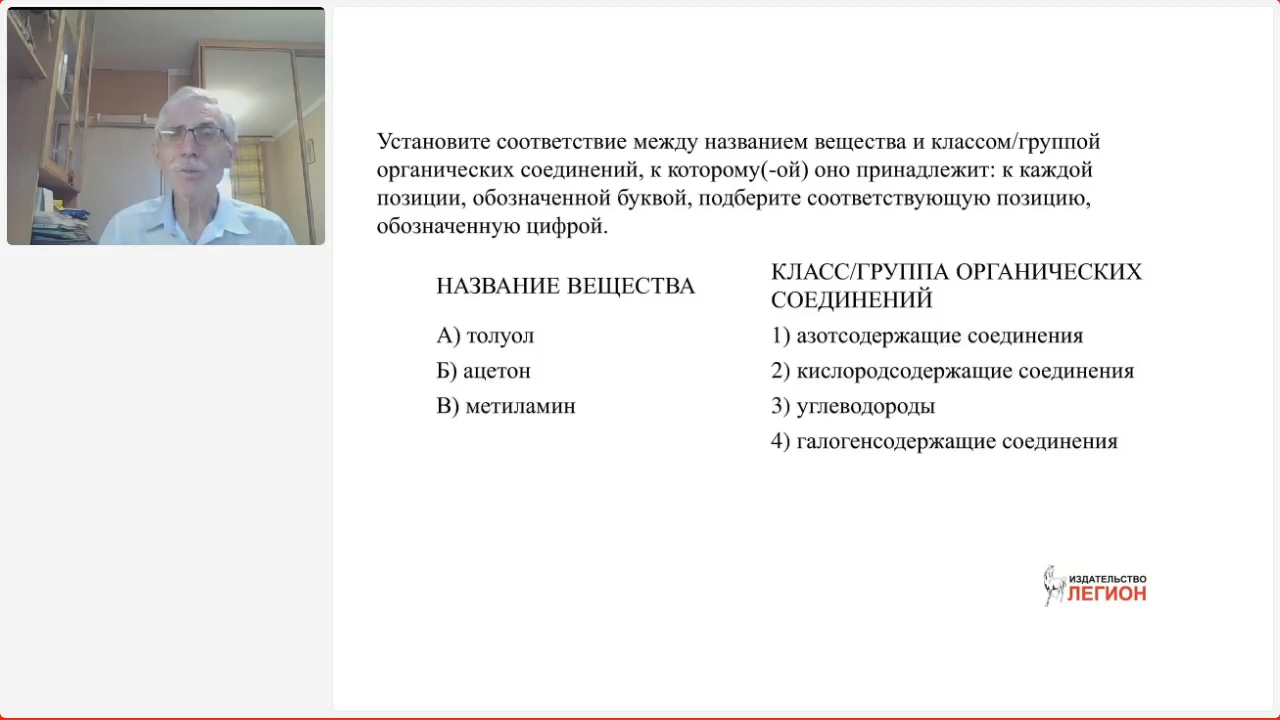 Установите соответствие между названием вещества и классом/группой
органических соединений, к которому(-ой) оно принадлежит: к каждой
позиции, обозначенной буквой, подберите соответствующую позицию,
обозначенную цифрой.
НАЗВАНИЕ ВЕЩЕСТВА
А) толуол
Б) ацетон
В) метиламин
КЛАСС/ГРУППА ОРГАНИЧЕСКИХ
СОЕДИНЕНИЙ
1) азотсодержащие соединения
2) кислородсодержащие соединения
3) углеводороды
4) галогенсодержащие соединения
ИЗДАТЕЛЬСТВО
ЛЕГИОН